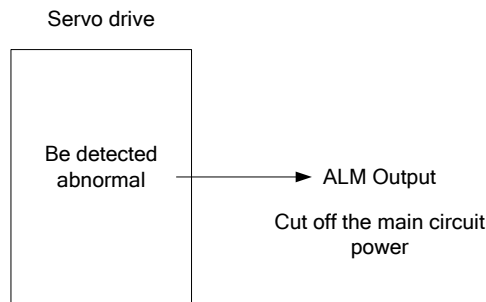 Servo drive
Be detected
abnormal
ALM Output
Cut off the main circuit
power